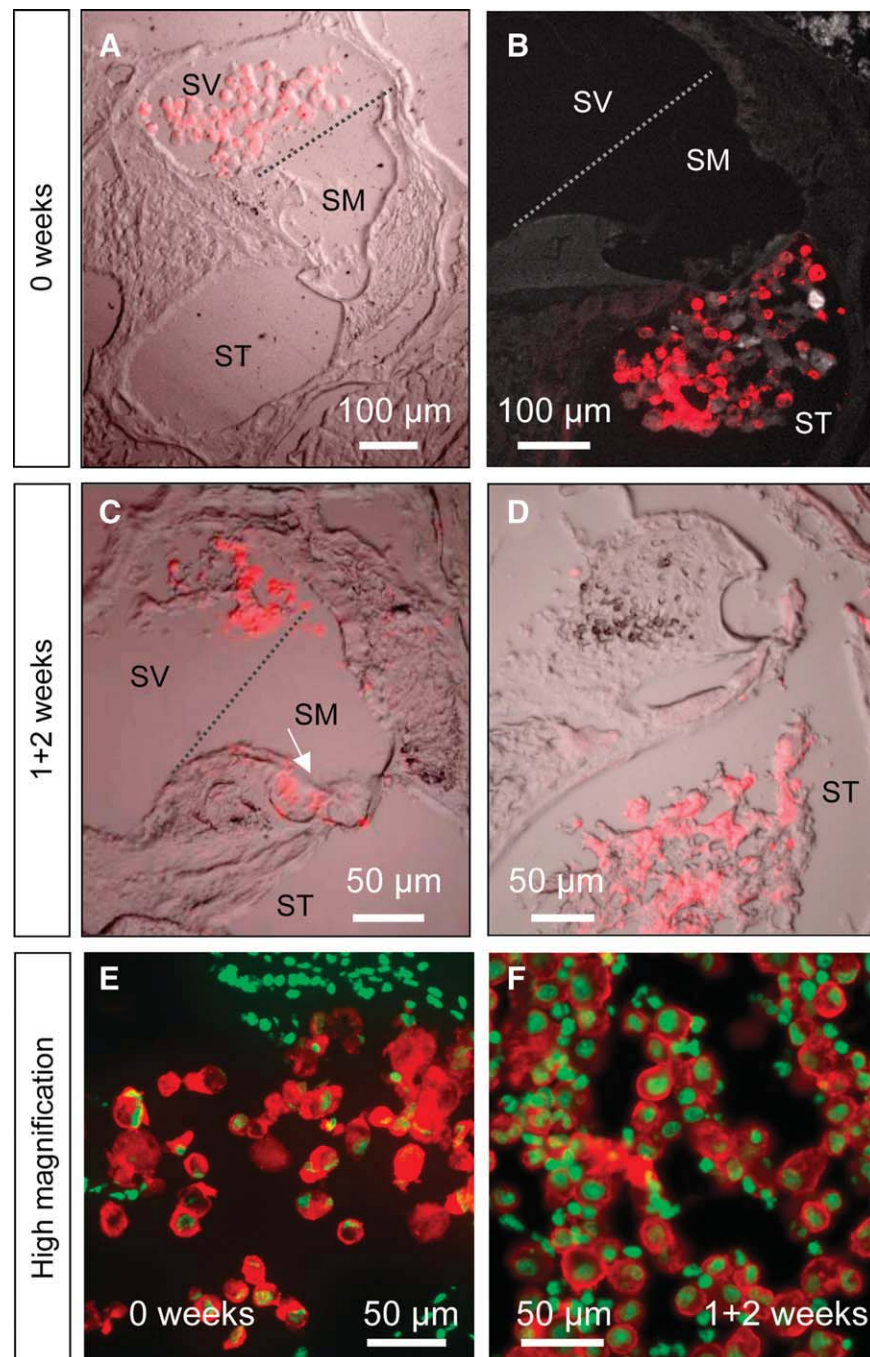 0 weeks
A
SV
SM
ST
100 µm
B
SV
SM
ST
100 µm
1+2 weeks
C
SV
SM
ST
50 µm
D
ST
50 µm
High magnification
E
0 weeks
50 µm
F
50 µm
1+2 weeks